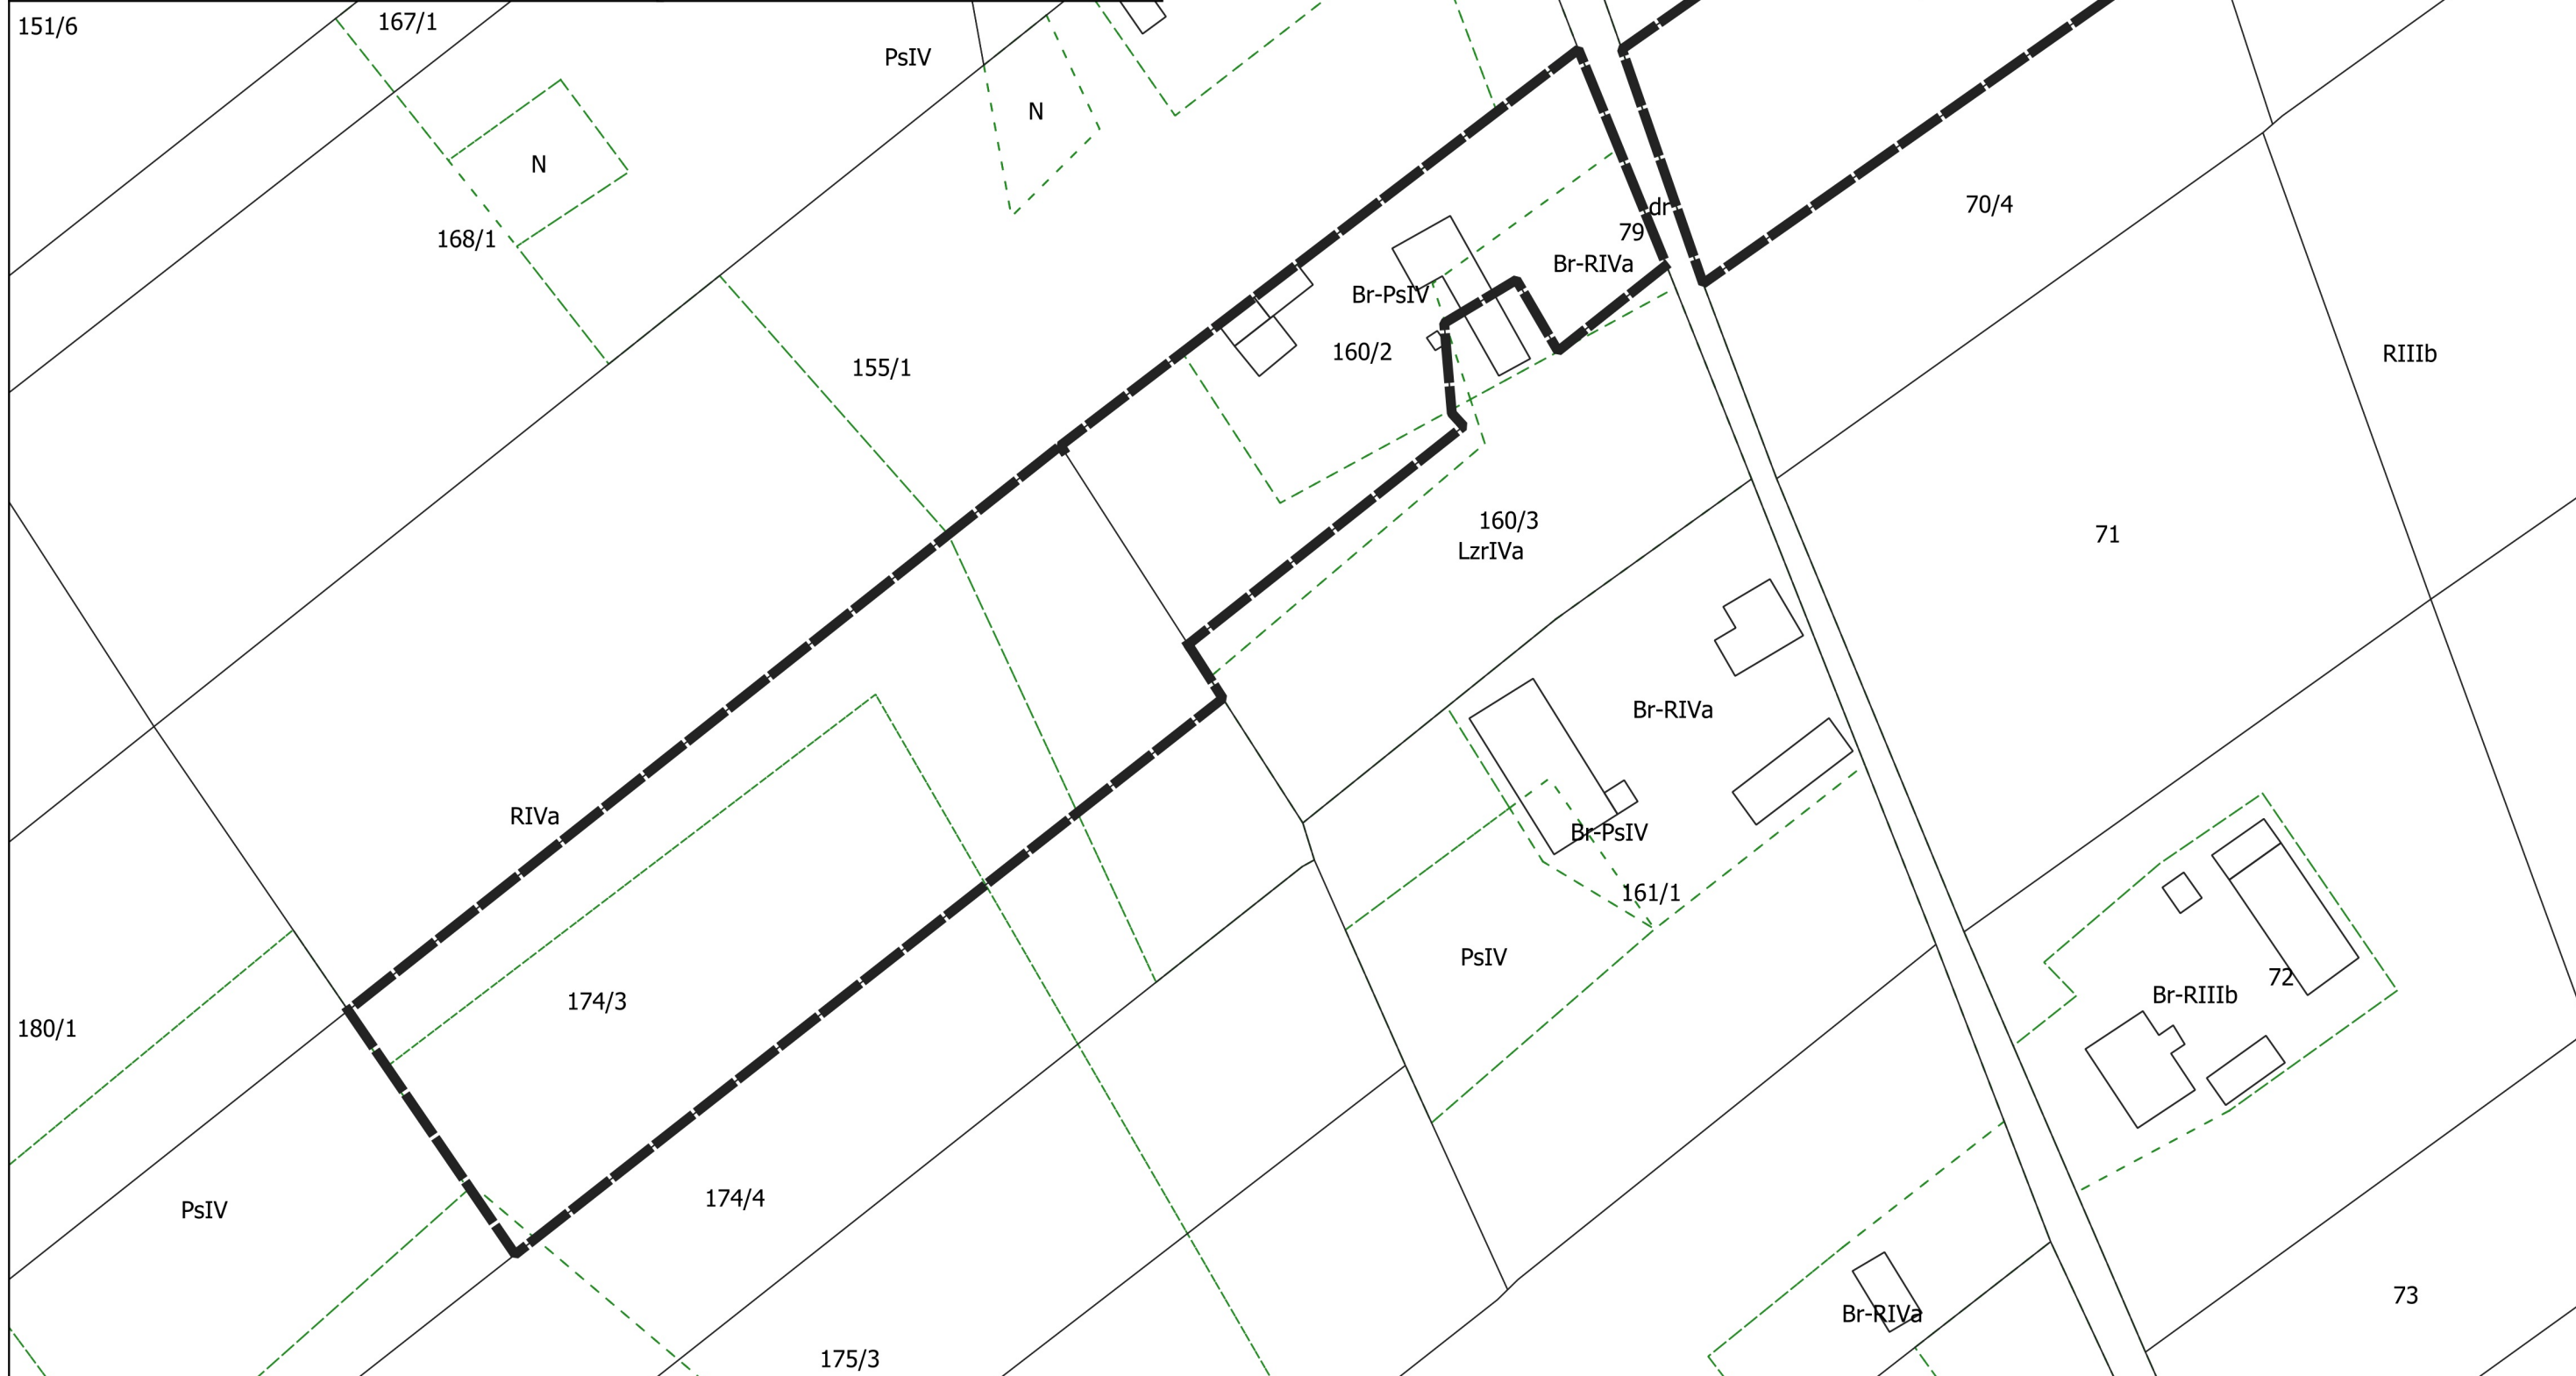 151/6
167/1
PsIV
N
N
168/1
dr
79
70/4
Br-RIVa
Br-PsIV
160/2
RIIIb
155/1
160/3
LzrIVa
71
Br-RIVa
RIVa
Br-PsIV
161/1
PsIV
72
Br-RIIIb
174/3
180/1
174/4
PsIV
73
Br-RIVa
175/3